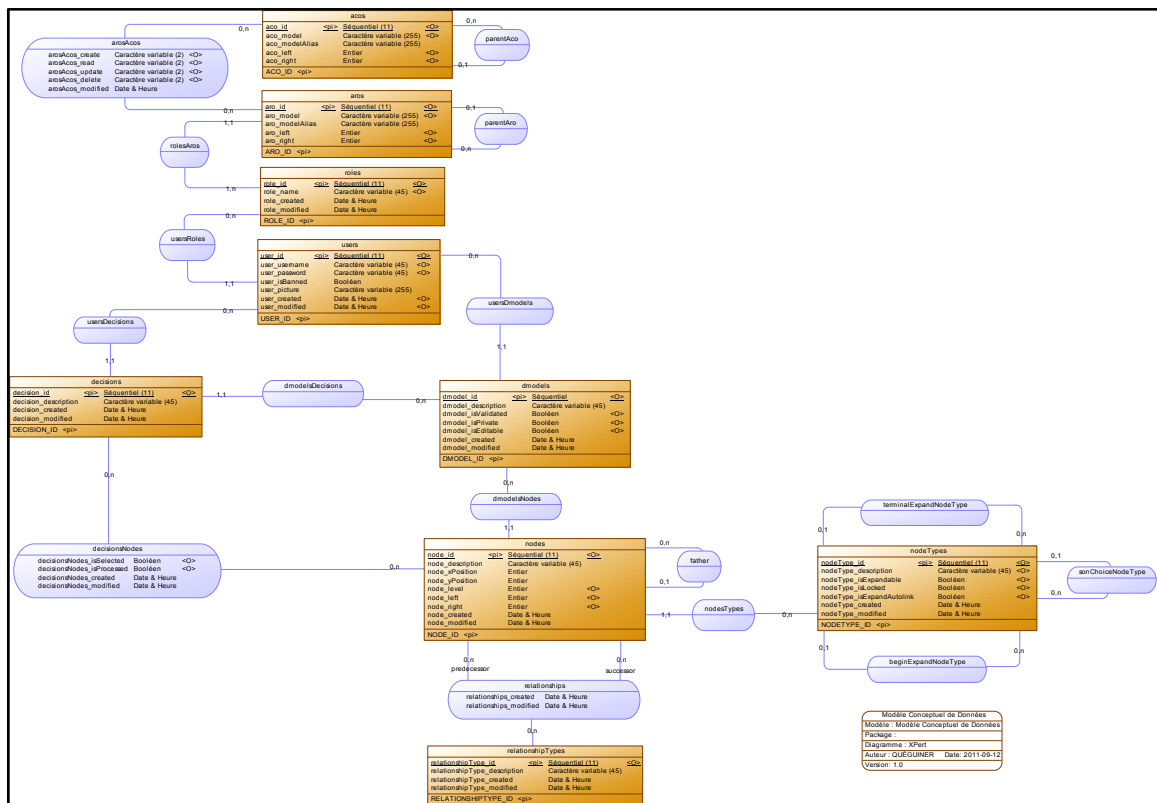 acos
aco_id <pi> Séquentiel (11) <O>
aco_model Caractère variable (255) <O>
aco_modelAlias Caractère variable (255)
aco_left Entier <O>
aco_right Entier <O>
ACO_ID <pi>
0,n
0,n
parentAco
0,1
arosAcos
arosAcos_create Caractère variable (2) <O>
arosAcos_read Caractère variable (2) <O>
arosAcos_update Caractère variable (2) <O>
arosAcos_delete Caractère variable (2) <O>
arosAcos_modified Date & Heure
0,n
aros
aro_id <pi> Séquentiel (11) <O>
aro_model Caractère variable (255) <O>
aro_modelAlias Caractère variable (255)
aro_left Entier <O>
aro_right Entier <O>
ARO_ID <pi>
0,1
parentAro
0,n
1,1
rolesAros
1,n
roles
role_id <pi> Séquentiel (11) <O>
role_name Caractère variable (45) <O>
role_created Date & Heure
role_modified Date & Heure
ROLE_ID <pi>
0,n
usersRoles
1,1
users
user_id <pi> Séquentiel (11) <O>
user_username Caractère variable (45) <O>
user_password Caractère variable (45) <O>
user_isBanned Booléen
user_picture Caractère variable (255)
user_created Date & Heure <O>
user_modified Date & Heure <O>
USER_ID <pi>
0,n
usersDmodels
1,1
0,n
usersDecisions
1,1
decisions
decision_id <pi> Séquentiel (11) <O>
decision_description Caractère variable (45)
decision_created Date & Heure
decision_modified Date & Heure
DECISION_ID <pi>
1,1
dmodelsDecisions
0,n
dmodels
dmodel_id <pi> Séquentiel <O>
dmodel_description Caractère variable (45)
dmodel_isValidated Booléen <O>
dmodel_isPrivate Booléen <O>
dmodel_isEditable Booléen <O>
dmodel_created Date & Heure
dmodel_modified Date & Heure
DMODEL_ID <pi>
0,n
dmodelsNodes
1,1
0,n
decisionsNodes
decisionsNodes_isSelected Booléen <O>
decisionsNodes_isProcessed Booléen <O>
decisionsNodes_created Date & Heure
decisionsNodes_modified Date & Heure
0,n
nodes
node_id <pi> Séquentiel (11) <O>
node_description Caractère variable (45)
node_xPosition Entier
node_yPosition Entier
node_level Entier <O>
node_left Entier <O>
node_right Entier <O>
node_created Date & Heure
node_modified Date & Heure
NODE_ID <pi>
0,n
father
0,1
1,1
nodesTypes
0,n
terminalExpandNodeType
0,1
0,n
nodeTypes
nodeType_id <pi> Séquentiel (11) <O>
nodeType_description Caractère variable (45) <O>
nodeType_isExpandable Booléen <O>
nodeType_isLocked Booléen <O>
nodeType_isExpandAutolink Booléen <O>
nodeType_created Date & Heure
nodeType_modified Date & Heure
NODETYPE_ID <pi>
0,1
sonChoiceNodeType
0,n
0,1
0,n
beginExpandNodeType
0,n
predecessor
0,n
successor
relationships
relationships_created Date & Heure
relationships_modified Date & Heure
0,n
relationshipTypes
relationshipType_id <pi> Séquentiel (11) <O>
relationshipType_description Caractère variable (45)
relationshipType_created Date & Heure
relationshipType_modified Date & Heure
RELATIONSHIPTYPE_ID <pi>
Modèle Conceptuel de Données
Modèle : Modèle Conceptuel de Données
Package :
Diagramme : XPert
Auteur : QUÉGUINER Date: 2011-09-12
Version: 1.0